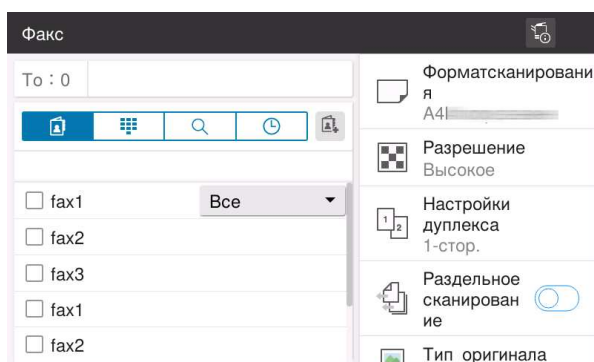 Факс
To : 0
fax1
Все
fax2
fax3
fax1
fax2
Форматсканировани
я
A4
Разрешение
Высокое
Настройки
дуплекса
1-стор.
Раздельное
сканирован
ие
Тип оригинала